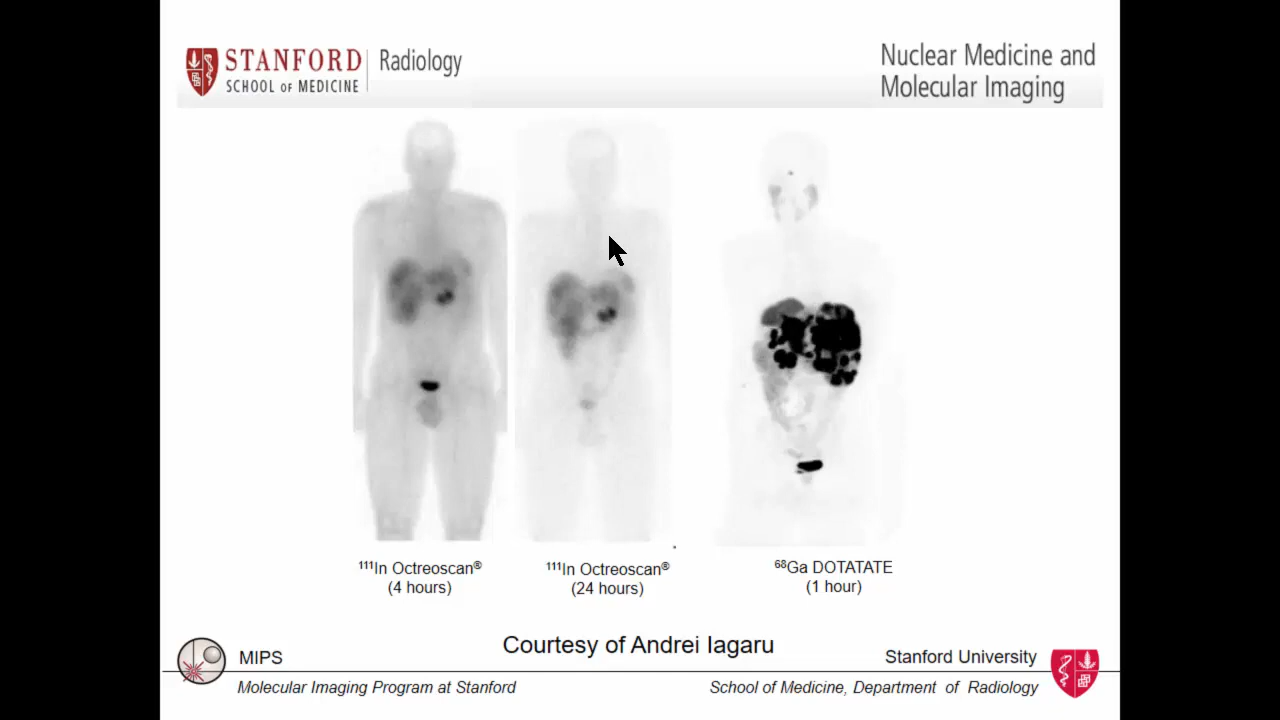 STANFORD
SCHOOL OF MEDICINE
Radiology
Nuclear Medicine and
Molecular Imaging
¹¹¹In Octreoscan®
(4 hours)
¹¹¹In Octreoscan®
(24 hours)
⁶⁸Ga DOTATATE
(1 hour)
Courtesy of Andrei Iagaru
MIPS
Stanford University
Molecular Imaging Program at Stanford
School of Medicine, Department of Radiology